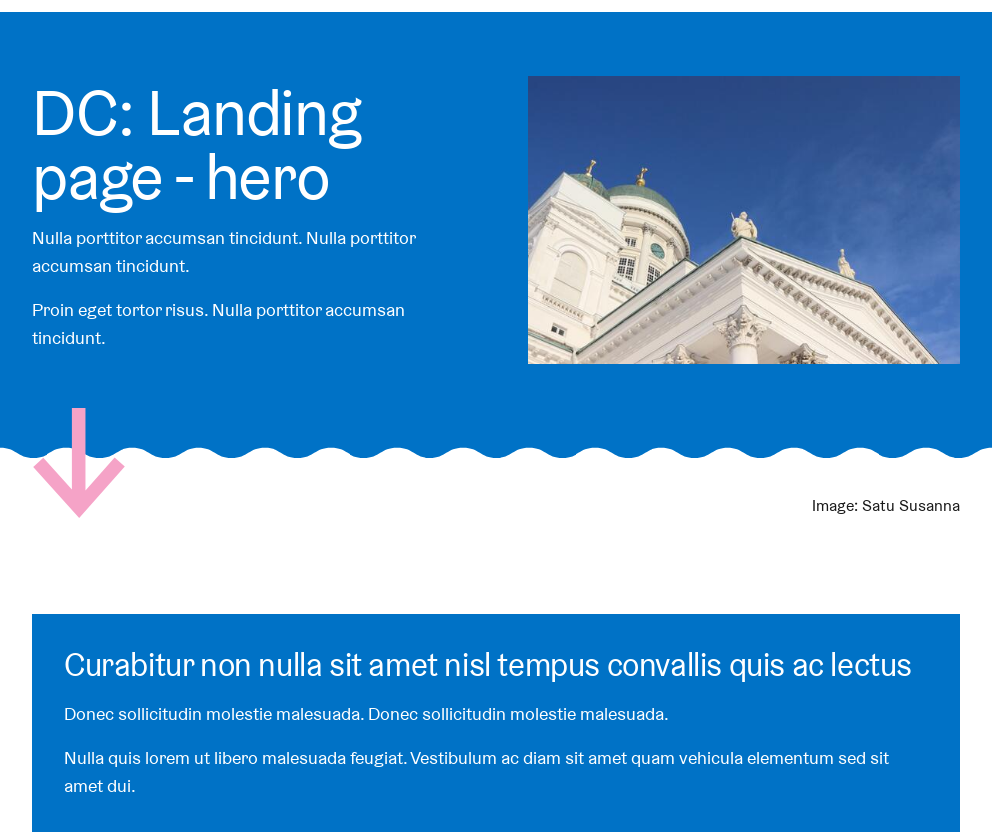 DC: Landing
page - hero
Nulla porttitor accumsan tincidunt. Nulla porttitor
accumsan tincidunt.
Proin eget tortor risus. Nulla porttitor accumsan
tincidunt.
Image: Satu Susanna
Curabitur non nulla sit amet nisl tempus convallis quis ac lectus
Donec sollicitudin molestie malesuada. Donec sollicitudin molestie malesuada.
Nulla quis lorem ut libero malesuada feugiat. Vestibulum ac diam sit amet quam vehicula elementum sed sit
amet dui.